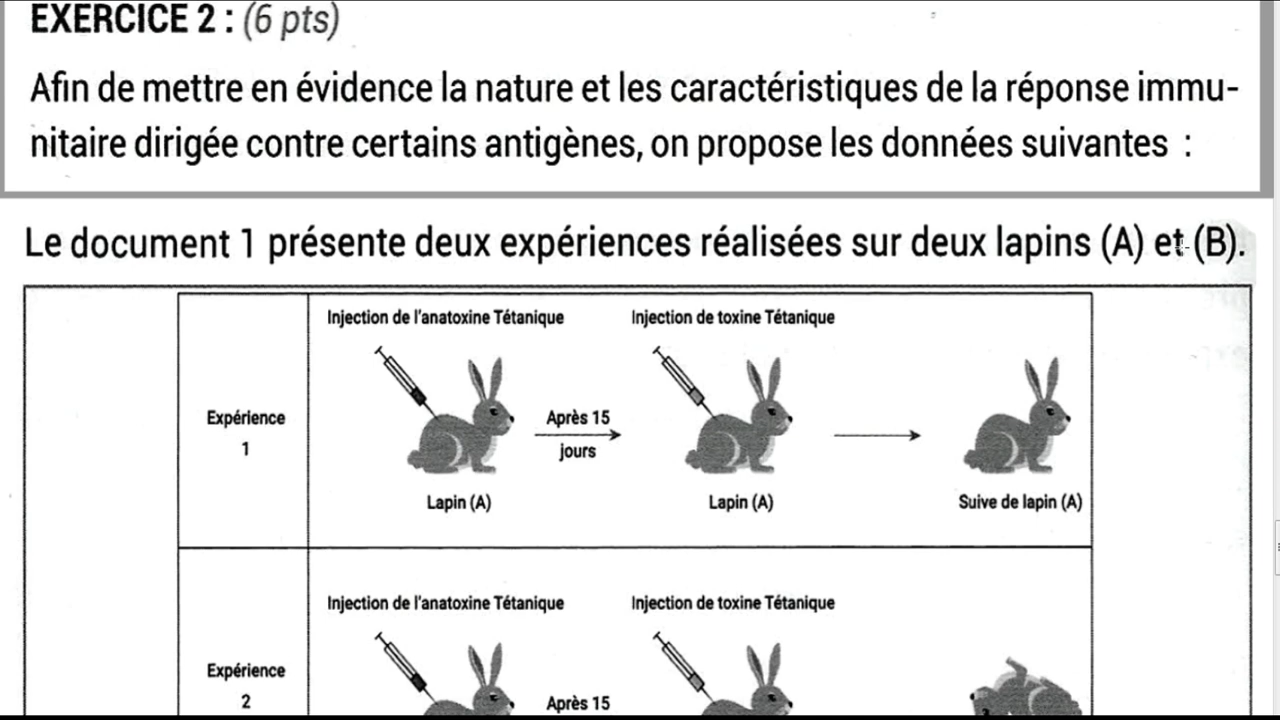 EXERCICE 2 : (6 pts)
Afin de mettre en évidence la nature et les caractéristiques de la réponse immu-
nitaire dirigée contre certains antigènes, on propose les données suivantes :
Le document 1 présente deux expériences réalisées sur deux lapins (A) et (B).
Injection de l'anatoxine Tétanique
Injection de toxine Tétanique
Expérience
1
Après 15
jours
Lapin (A)
Lapin (A)
Suive de lapin (A)
Injection de l'anatoxine Tétanique
Injection de toxine Tétanique
Expérience
2
Après 15